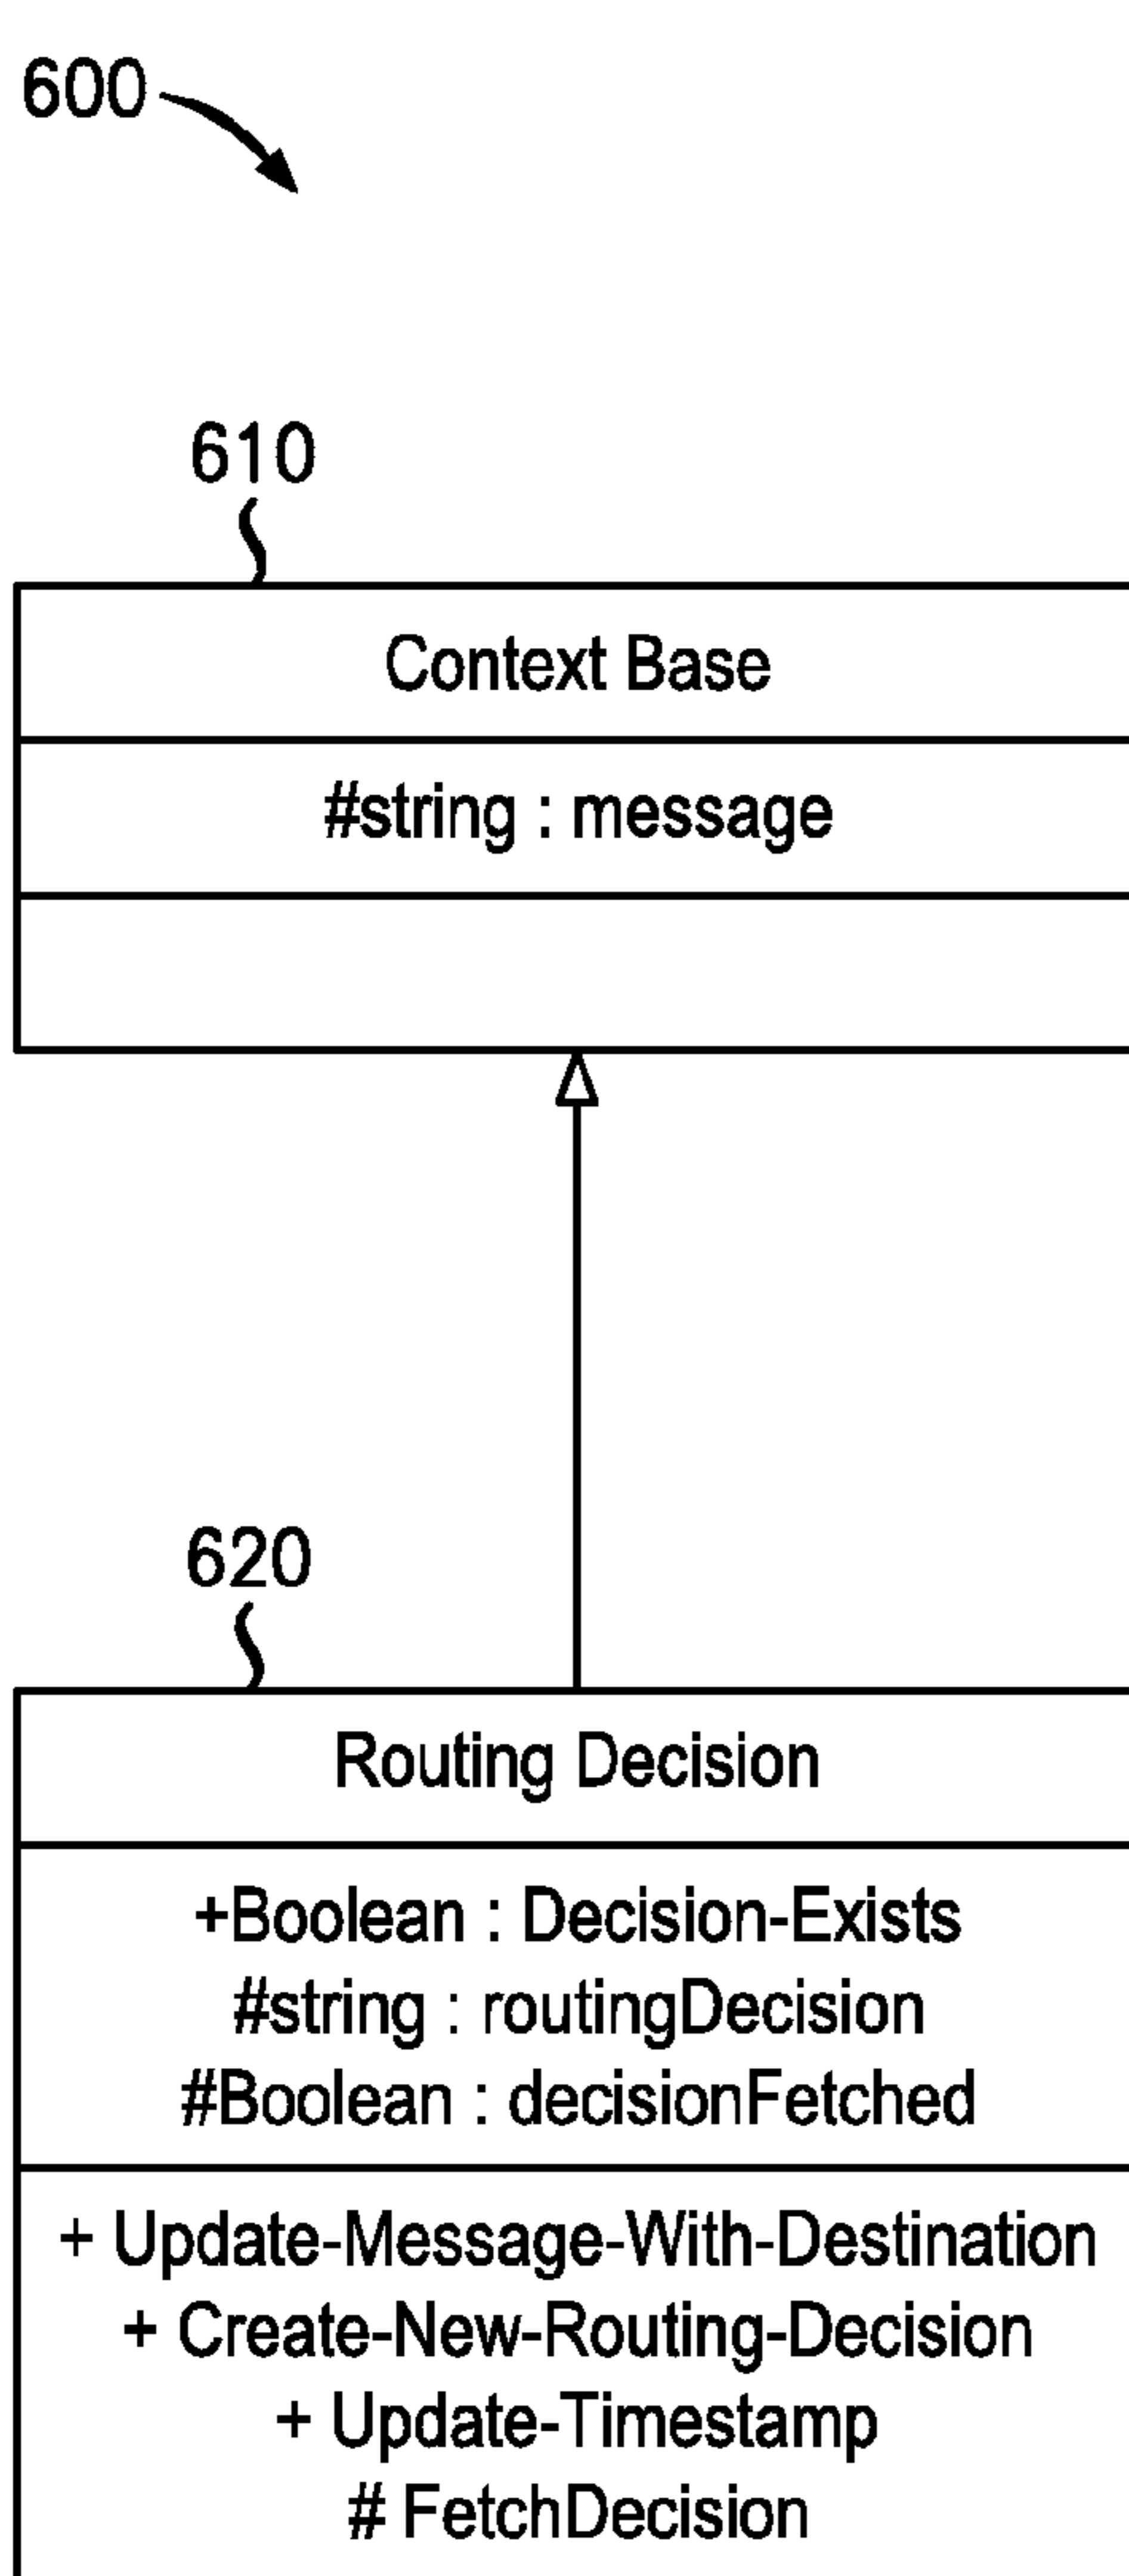 600
610
Context Base
#string : message
620
Routing Decision
+Boolean : Decision-Exists
#string : routingDecision
#Boolean : decisionFetched
+ Update-Message-With-Destination
+ Create-New-Routing-Decision
+ Update-Timestamp
# FetchDecision